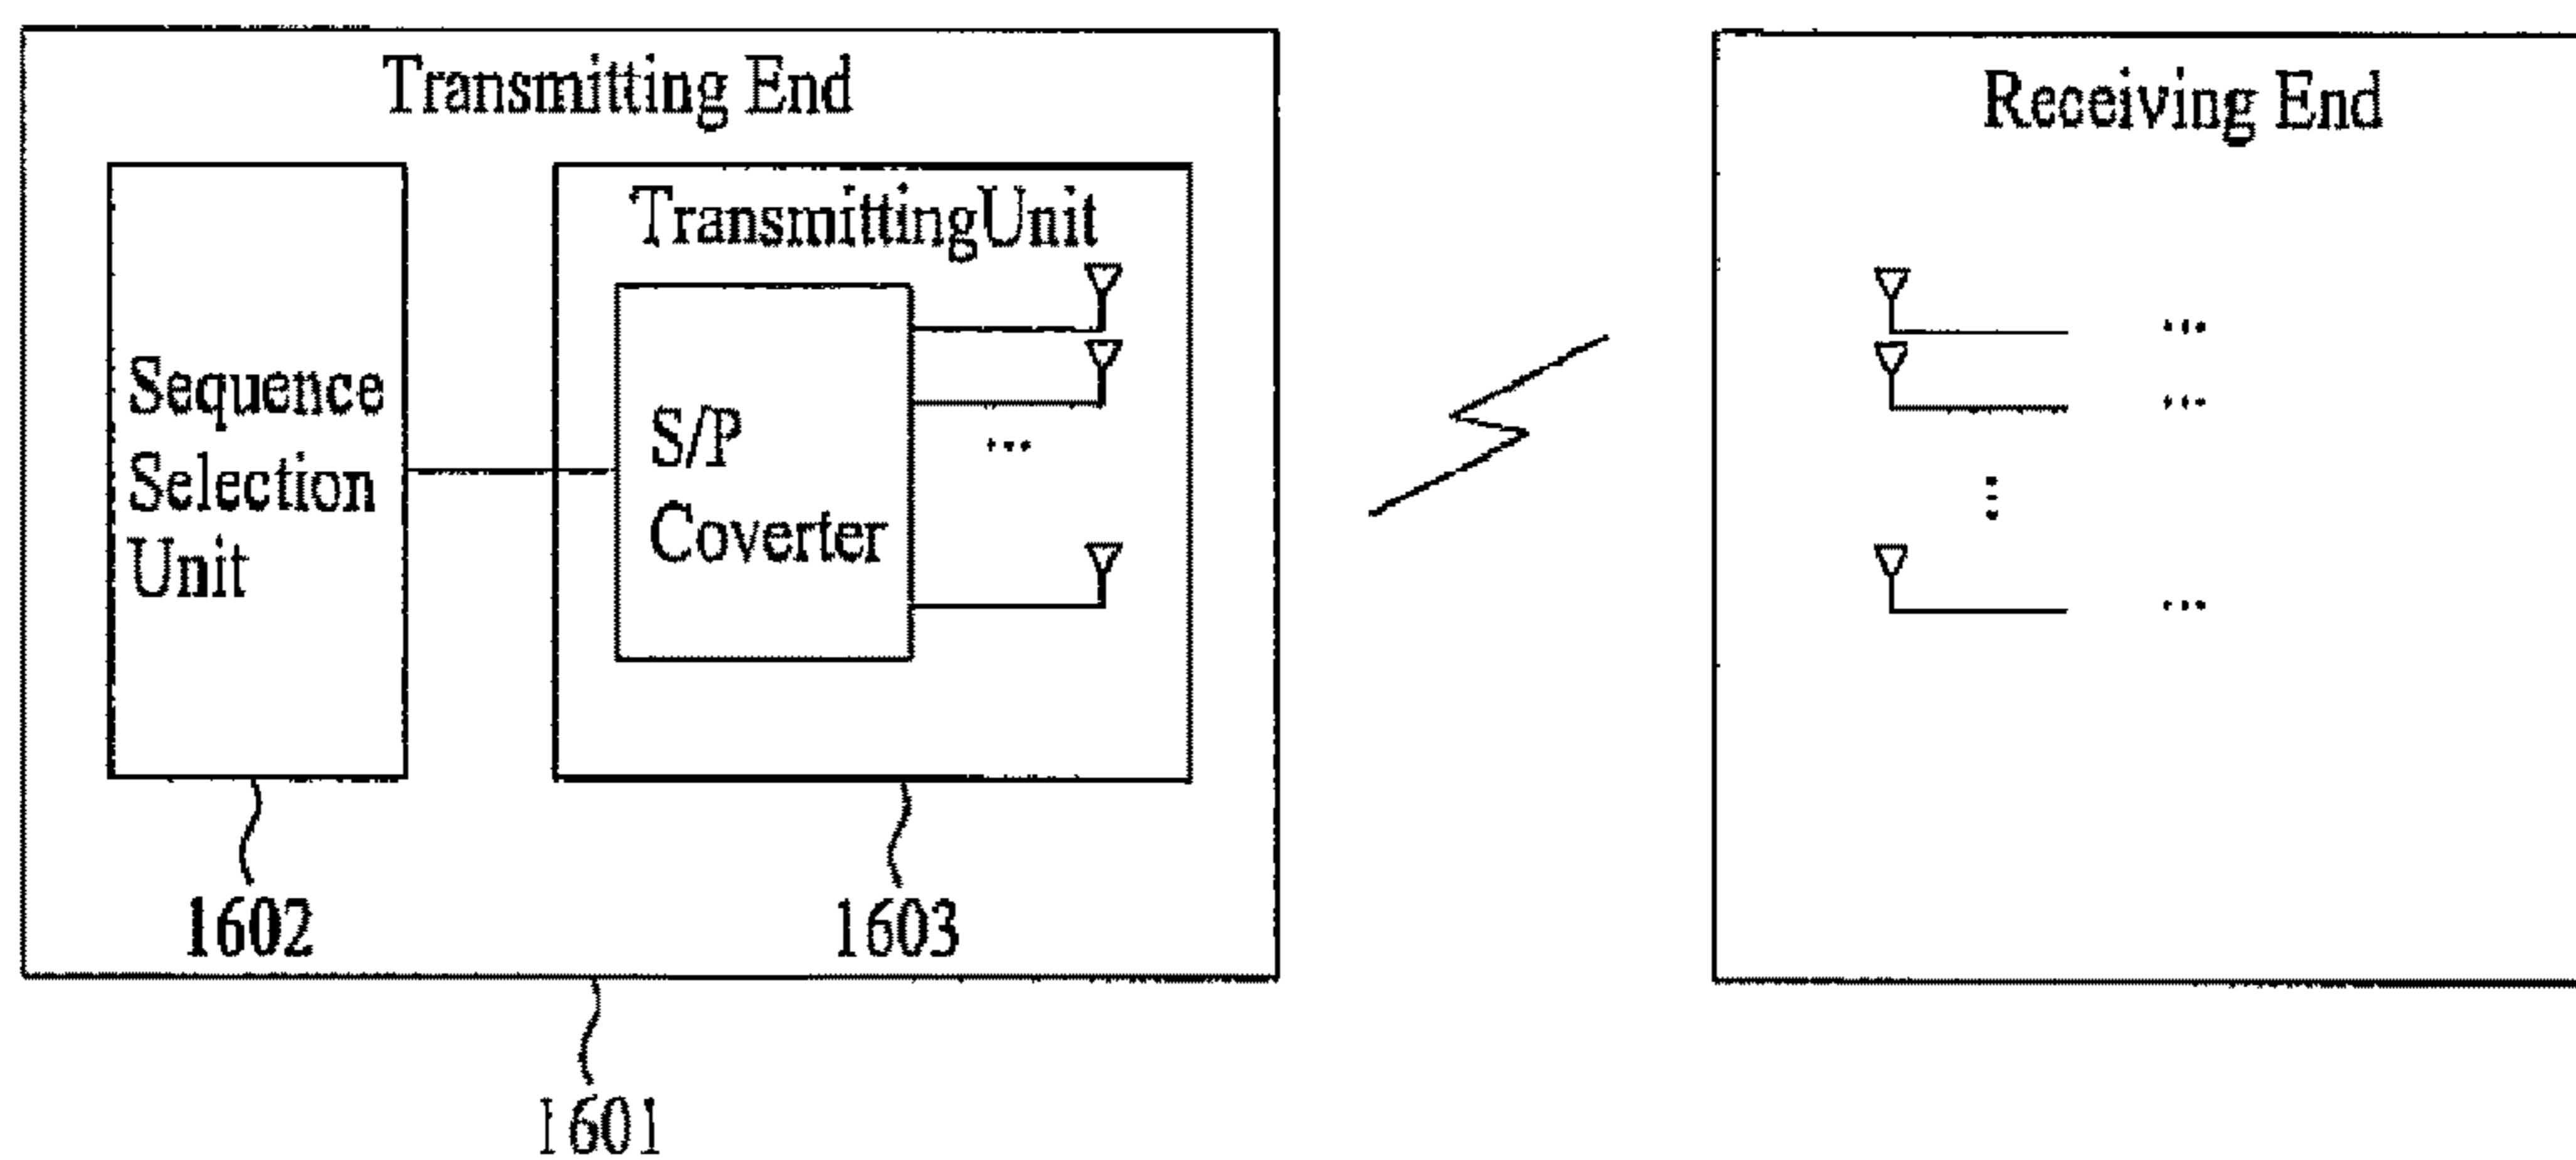 Transmitting End
Receiving End
TransmittingUnit
Sequence
Selection
Unit
S/P
Coverter
...
...
...
...
...
1602
1603
1601